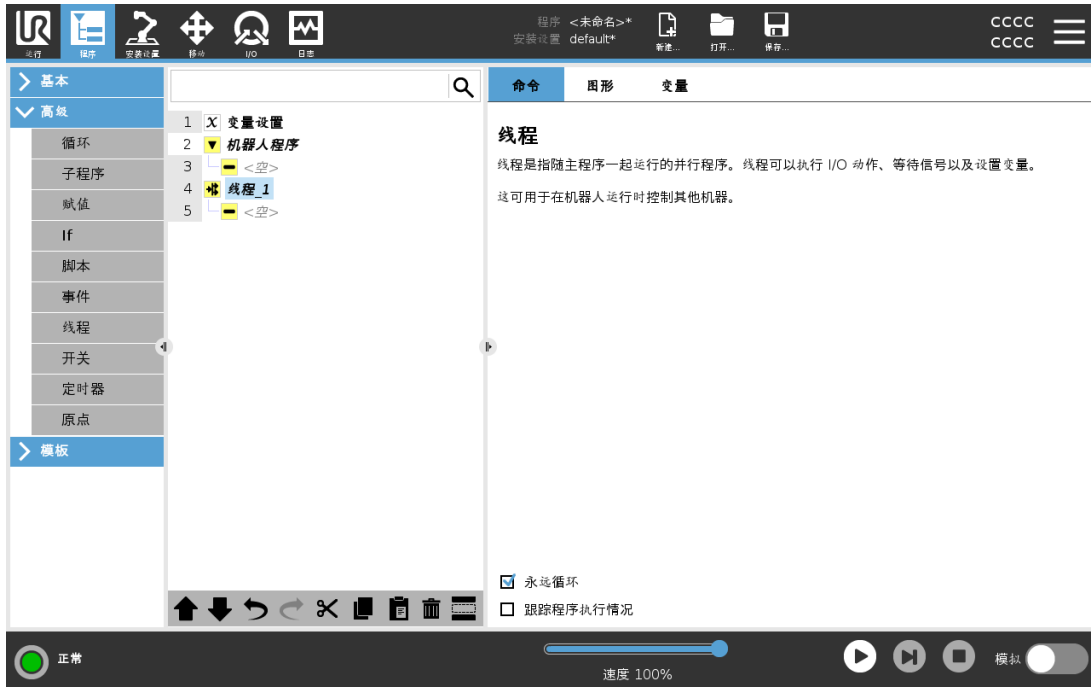 UR
运行
程序
安装设置
移动
I/O
日志
程序 <未命名>*
安装设置 default*
新建...
打开...
保存...
cccc
cccc
基本
高级
循环
子程序
赋值
If
脚本
事件
线程
开关
定时器
原点
模板
1 x 变量设置
2 机器人程序
3 <空>
4 线程_1
5 <空>
命令 图形 变量
线程
线程是指随主程序一起运行的并行程序。线程可以执行 I/O 动作、等待信号以及设置变量。
这可用于在机器人运行时控制其他机器。
永远循环
跟踪程序执行情况
正常
速度 100%
模拟